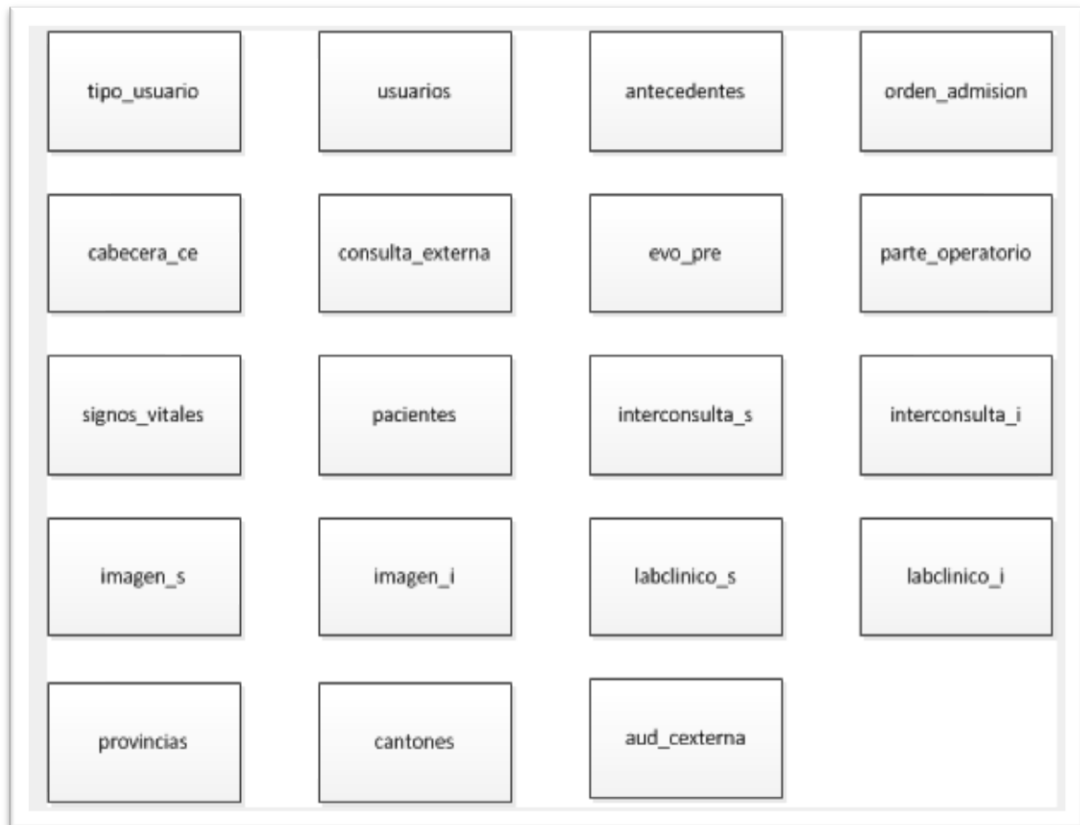 tipo_usuario
usuarios
antecedentes
orden_admision
cabecera_ce
consulta_externa
evo_pre
parte_operatorio
signos_vitales
pacientes
interconsulta_s
interconsulta_i
imagen_s
imagen_i
labclinico_s
labclinico_i
provincias
cantones
aud_cexterna